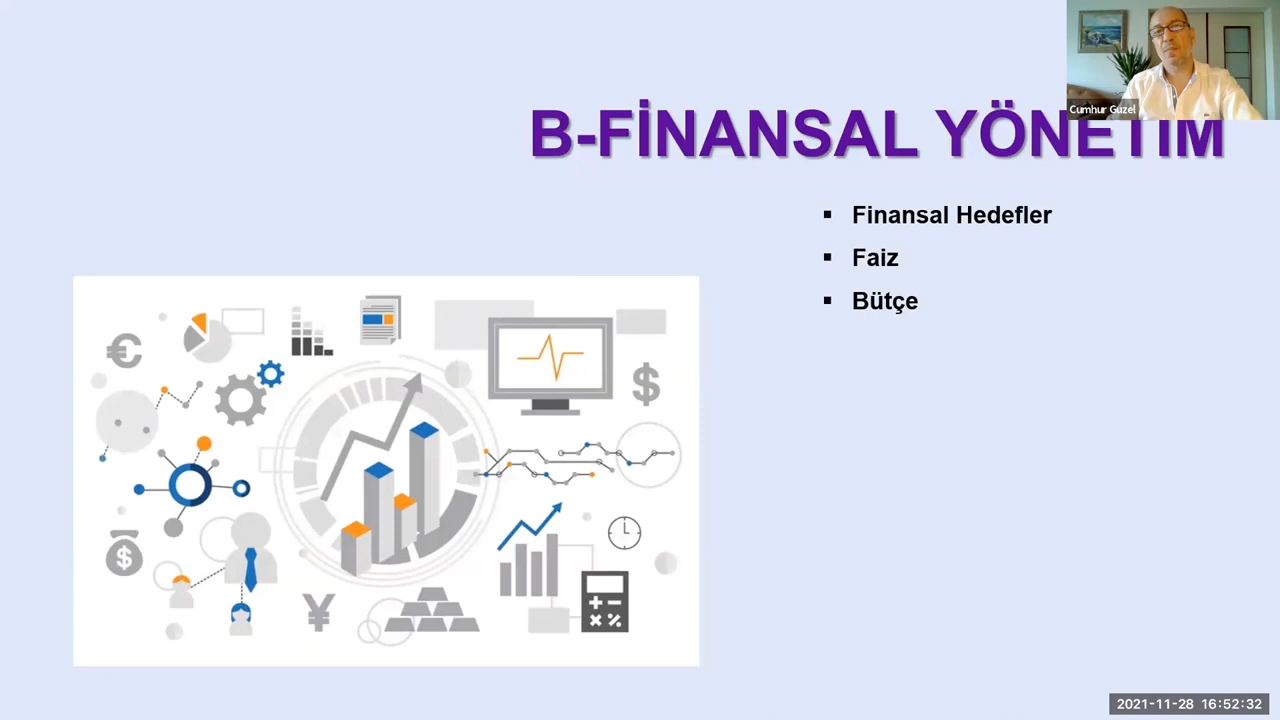 Cumhur Güzel
B-FİNANSAL YÖNETİM
▪ Finansal Hedefler
▪ Faiz
▪ Bütçe
€
$
$
¥
2021-11-28 16:52:32